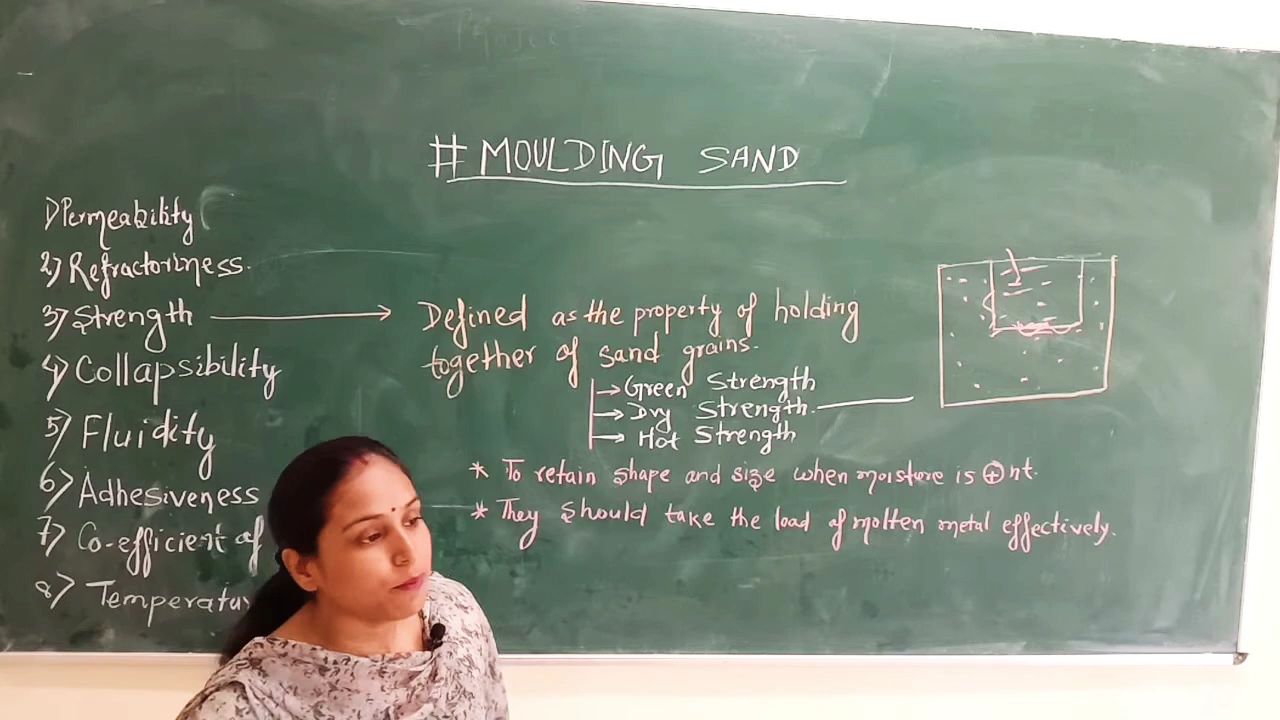 # MOULDING SAND
1) Permeability
2) Refractoriness.
3) Strength → Defined as the property of holding
together of sand grains.
→ Green Strength
→ Dry Strength.
→ Hot Strength
* To retain shape and size when moisture is ⊕nt.
* They should take the load of molten metal effectively.
4) Collapsibility
5) Fluidity
6) Adhesiveness
7) Co-efficient of
8) Temperatu